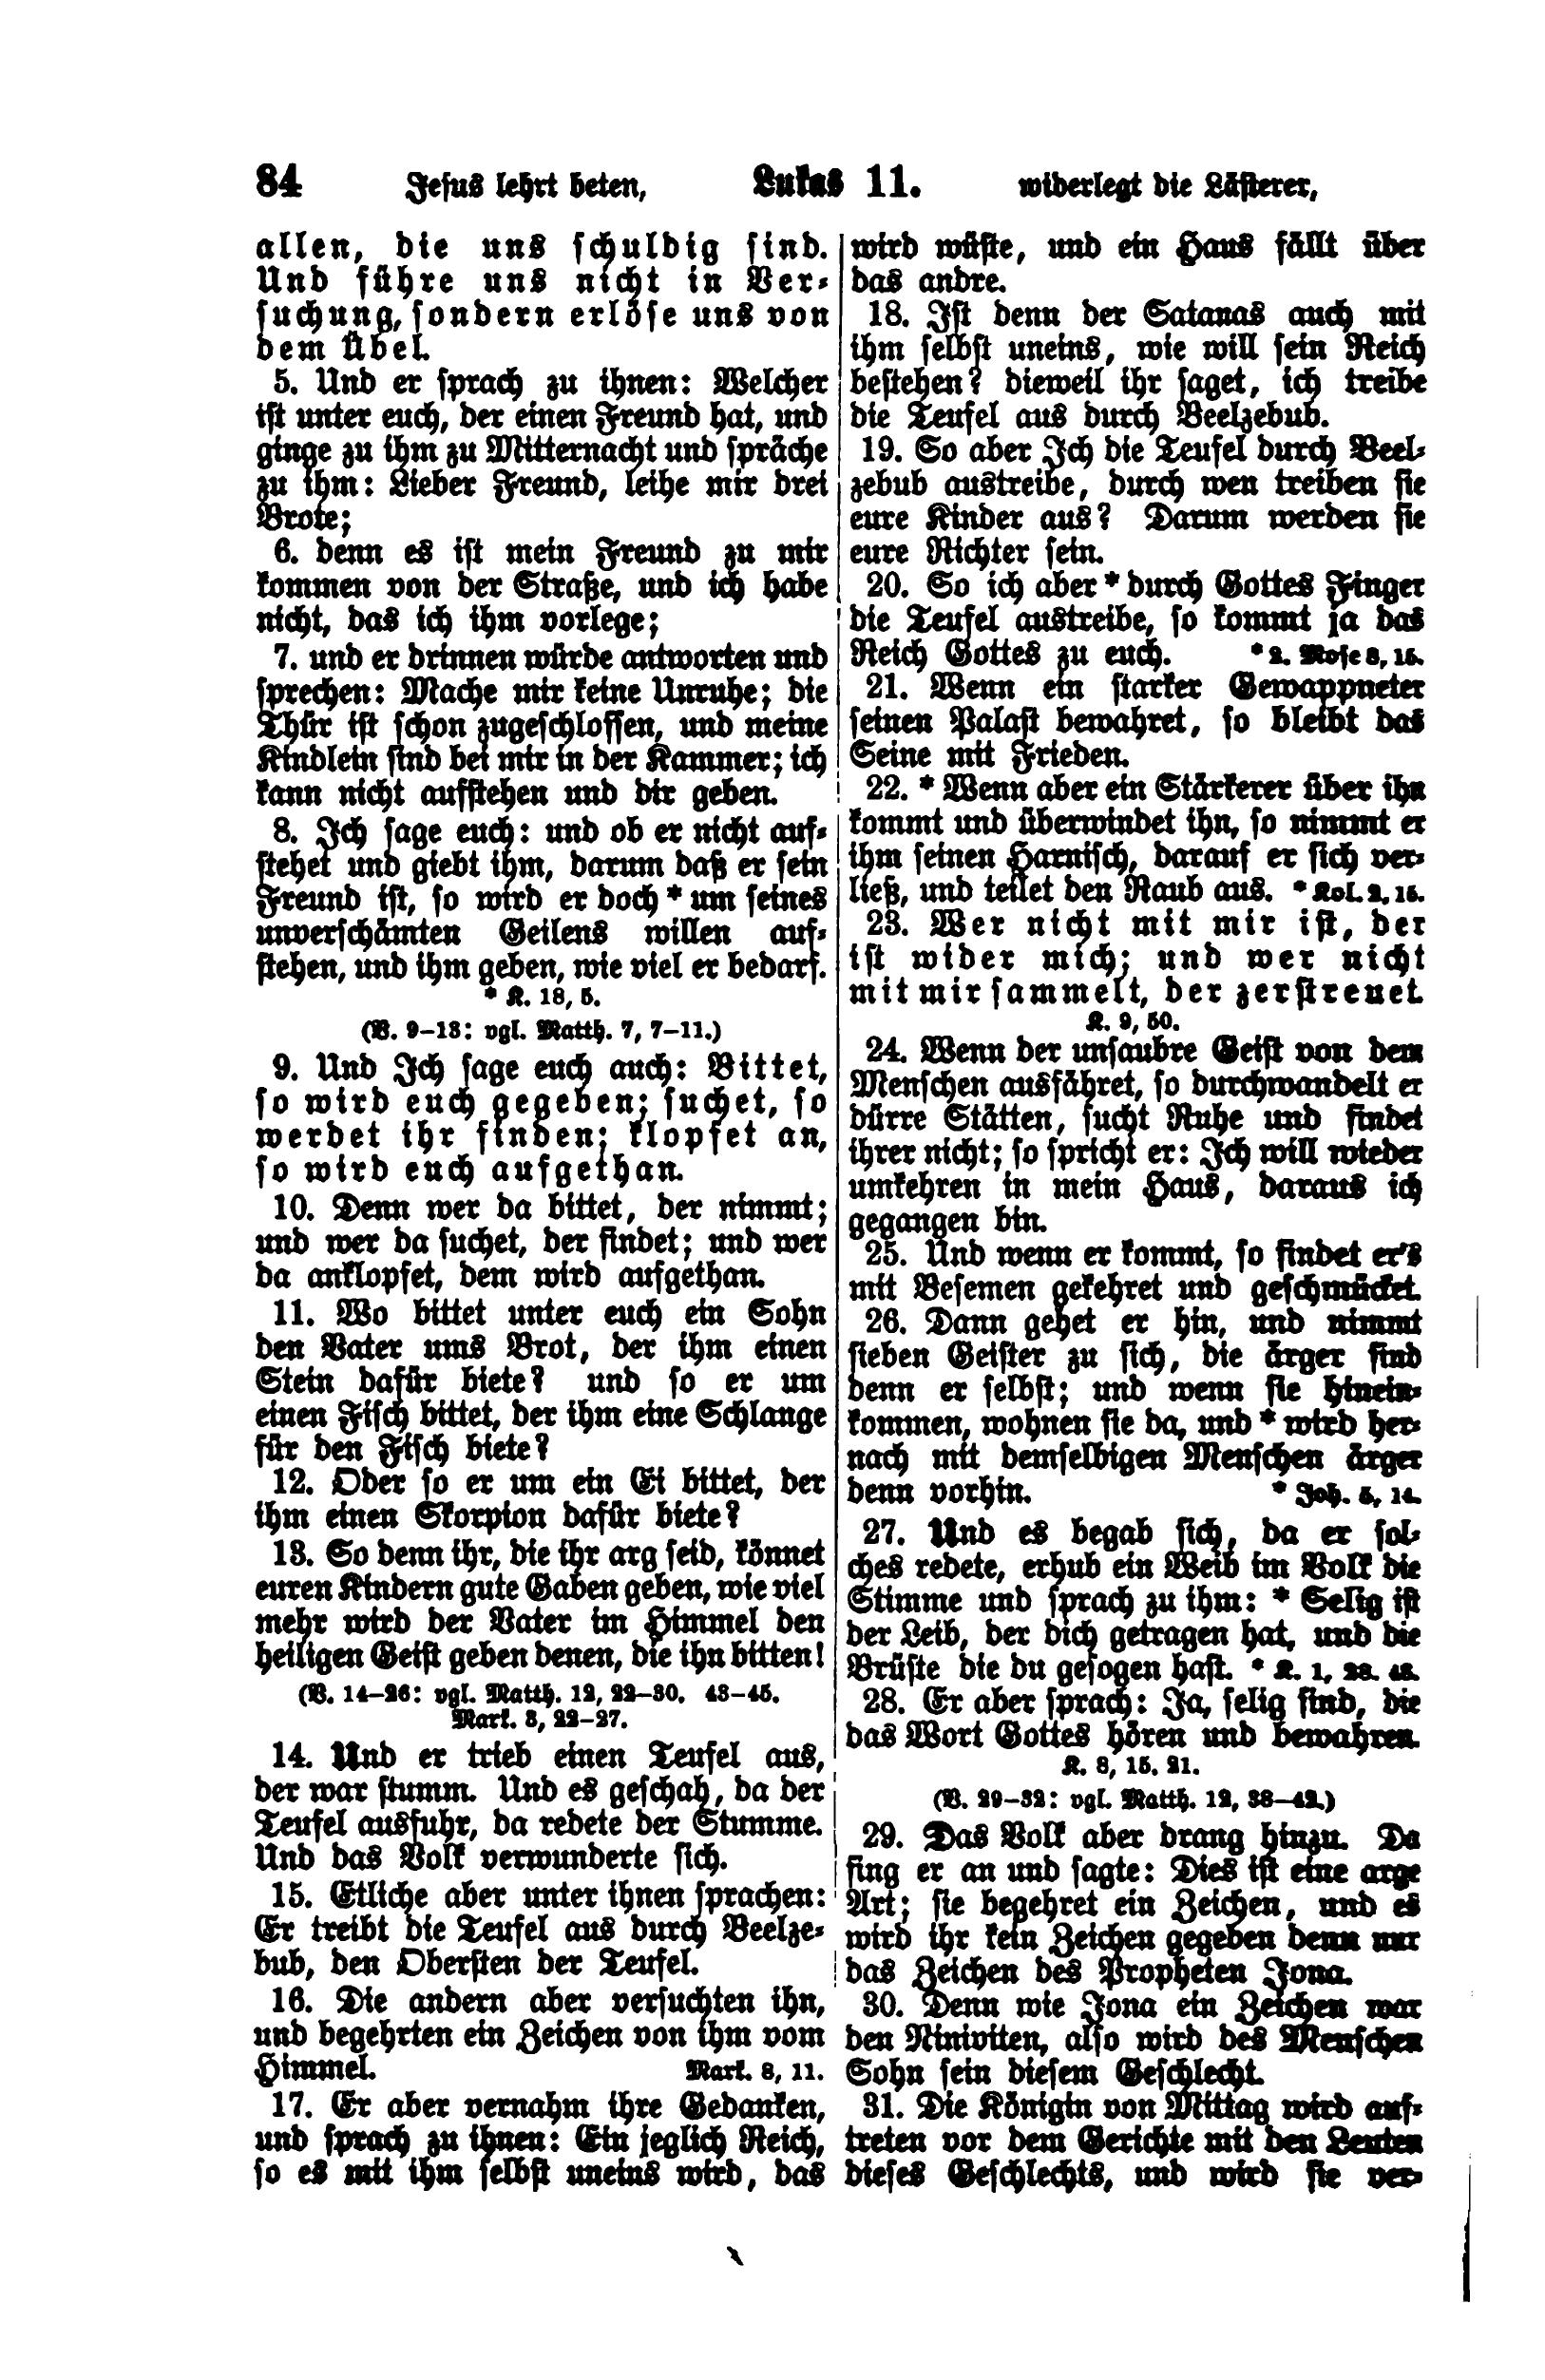 84 Jesus lehrt beten, Lukas 11. widerlegt die Lästerer,
allen, die uns schuldig sind.
Und führe uns nicht in Ver-
suchung, sondern erlöse uns von
dem Übel.
5. Und er sprach zu ihnen: Welcher
ist unter euch, der einen Freund hat, und
ginge zu ihm zu Mitternacht und spräche
zu ihm: Lieber Freund, leihe mir drei
Brote;
6. denn es ist mein Freund zu mir
kommen von der Straße, und ich habe
nicht, das ich ihm vorlege;
7. und er drinnen würde antworten und
sprechen: Mache mir keine Unruhe; die
Thür ist schon zugeschlossen, und meine
Kindlein sind bei mir in der Kammer; ich
kann nicht aufstehen und dir geben.
8. Ich sage euch: und ob er nicht auf-
stehet und giebt ihm, darum daß er sein
Freund ist, so wird er doch * um seines
unverschämten Geilens willen auf-
stehen, und ihm geben, wie viel er bedarf.
* K. 18, 5.
(V. 9–13: vgl. Matth. 7, 7–11.)
9. Und Ich sage euch auch: Bittet,
so wird euch gegeben; suchet, so
werdet ihr finden; klopfet an,
so wird euch aufgethan.
10. Denn wer da bittet, der nimmt;
und wer da suchet, der findet; und wer
da anklopfet, dem wird aufgethan.
11. Wo bittet unter euch ein Sohn
den Vater ums Brot, der ihm einen
Stein dafür biete? und so er um
einen Fisch bittet, der ihm eine Schlange
für den Fisch biete?
12. Oder so er um ein Ei bittet, der
ihm einen Skorpion dafür biete?
13. So denn ihr, die ihr arg seid, könnet
euren Kindern gute Gaben geben, wie viel
mehr wird der Vater im Himmel den
heiligen Geist geben denen, die ihn bitten!
(V. 14–26: vgl. Matth. 12, 22–30. 43–45.
Mark. 3, 22–27.
14. Und er trieb einen Teufel aus,
der war stumm. Und es geschah, da der
Teufel ausfuhr, da redete der Stumme.
Und das Volk verwunderte sich.
15. Etliche aber unter ihnen sprachen:
Er treibt die Teufel aus durch Beelze-
bub, den Obersten der Teufel.
16. Die andern aber versuchten ihn,
und begehrten ein Zeichen von ihm vom
Himmel. Mark. 8, 11.
17. Er aber vernahm ihre Gedanken,
und sprach zu ihnen: Ein jeglich Reich,
so es mit ihm selbst uneins wird, das
wird wüste, und ein Haus fällt über
das andre.
18. Ist denn der Satanas auch mit
ihm selbst uneins, wie will sein Reich
bestehen? dieweil ihr saget, ich treibe
die Teufel aus durch Beelzebub.
19. So aber Ich die Teufel durch Beel-
zebub austreibe, durch wen treiben sie
eure Kinder aus? Darum werden sie
eure Richter sein.
20. So ich aber * durch Gottes Finger
die Teufel austreibe, so kommt ja das
Reich Gottes zu euch. * 2. Mose 8, 15.
21. Wenn ein starker Gewappneter
seinen Palast bewahret, so bleibt das
Seine mit Frieden.
22. * Wenn aber ein Stärkerer über ihn
kommt und überwindet ihn, so nimmt er
ihm seinen Harnisch, darauf er sich ver-
ließ, und teilet den Raub aus. * Kol. 2, 15.
23. Wer nicht mit mir ist, der
ist wider mich; und wer nicht
mit mir sammelt, der zerstreuet.
K. 9, 50.
24. Wenn der unsaubre Geist von dem
Menschen ausfähret, so durchwandelt er
dürre Stätten, sucht Ruhe und findet
ihrer nicht; so spricht er: Ich will wieder
umkehren in mein Haus, daraus ich
gegangen bin.
25. Und wenn er kommt, so findet er's
mit Besemen gekehret und geschmücket.
26. Dann gehet er hin, und nimmt
sieben Geister zu sich, die ärger sind
denn er selbst; und wenn sie hinein-
kommen, wohnen sie da, und * wird her-
nach mit demselbigen Menschen ärger
denn vorhin. * Joh. 5, 14.
27. Und es begab sich, da er sol-
ches redete, erhub ein Weib im Volk die
Stimme und sprach zu ihm: * Selig ist
der Leib, der dich getragen hat, und die
Brüste die du gesogen hast. * K. 1, 28. 48.
28. Er aber sprach: Ja, selig sind, die
das Wort Gottes hören und bewahren.
K. 8, 15. 21.
(V. 29–32: vgl. Matth. 12, 38–42.)
29. Das Volk aber drang hinzu. Da
fing er an und sagte: Dies ist eine arge
Art; sie begehret ein Zeichen, und es
wird ihr kein Zeichen gegeben denn nur
das Zeichen des Propheten Jona.
30. Denn wie Jona ein Zeichen war
den Niniviten, also wird des Menschen
Sohn sein diesem Geschlecht.
31. Die Königin von Mittag wird auf-
treten vor dem Gerichte mit den Leuten
dieses Geschlechts, und wird sie ver-